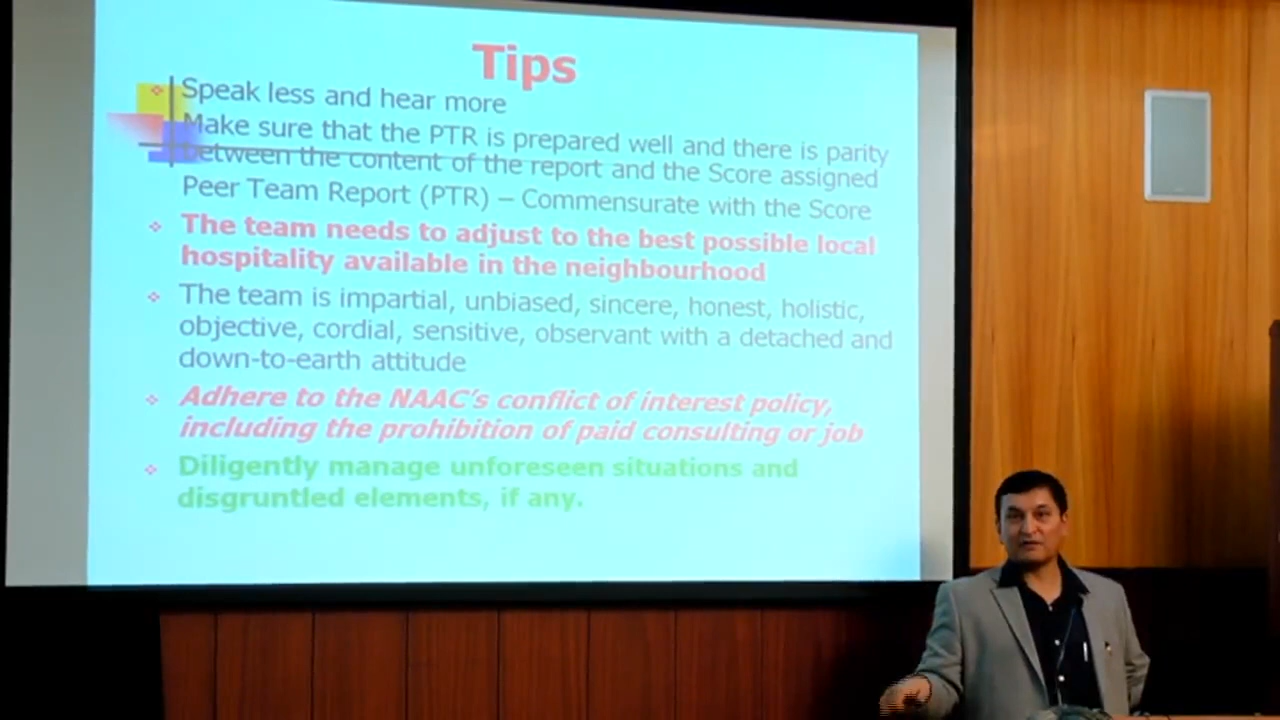 Tips
Speak less and hear more
Make sure that the PTR is prepared well and there is parity
between the content of the report and the Score assigned
Peer Team Report (PTR) – Commensurate with the Score
The team needs to adjust to the best possible local
hospitality available in the neighbourhood
The team is impartial, unbiased, sincere, honest, holistic,
objective, cordial, sensitive, observant with a detached and
down-to-earth attitude
Adhere to the NAAC's conflict of interest policy,
including the prohibition of paid consulting or job
Diligently manage unforeseen situations and
disgruntled elements, if any.